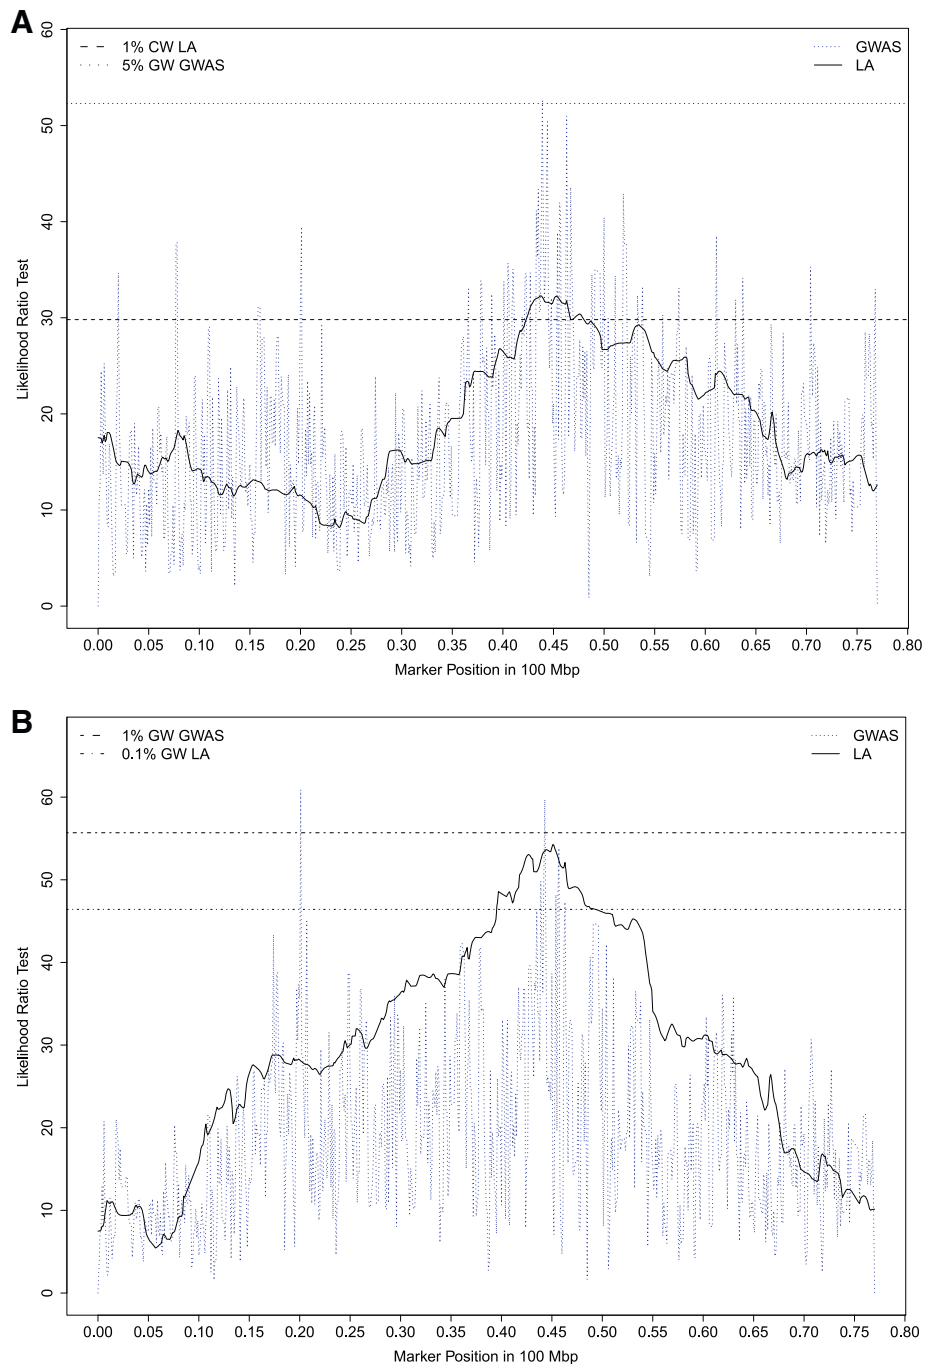 A
1% CW LA
5% GW GWAS
GWAS
LA
60
50
40
30
20
10
0
Likelihood Ratio Test
0.00 0.05 0.10 0.15 0.20 0.25 0.30 0.35 0.40 0.45 0.50 0.55 0.60 0.65 0.70 0.75 0.80
Marker Position in 100 Mbp
B
1% GW GWAS
0.1% GW LA
GWAS
LA
60
50
40
30
20
10
0
Likelihood Ratio Test
0.00 0.05 0.10 0.15 0.20 0.25 0.30 0.35 0.40 0.45 0.50 0.55 0.60 0.65 0.70 0.75 0.80
Marker Position in 100 Mbp